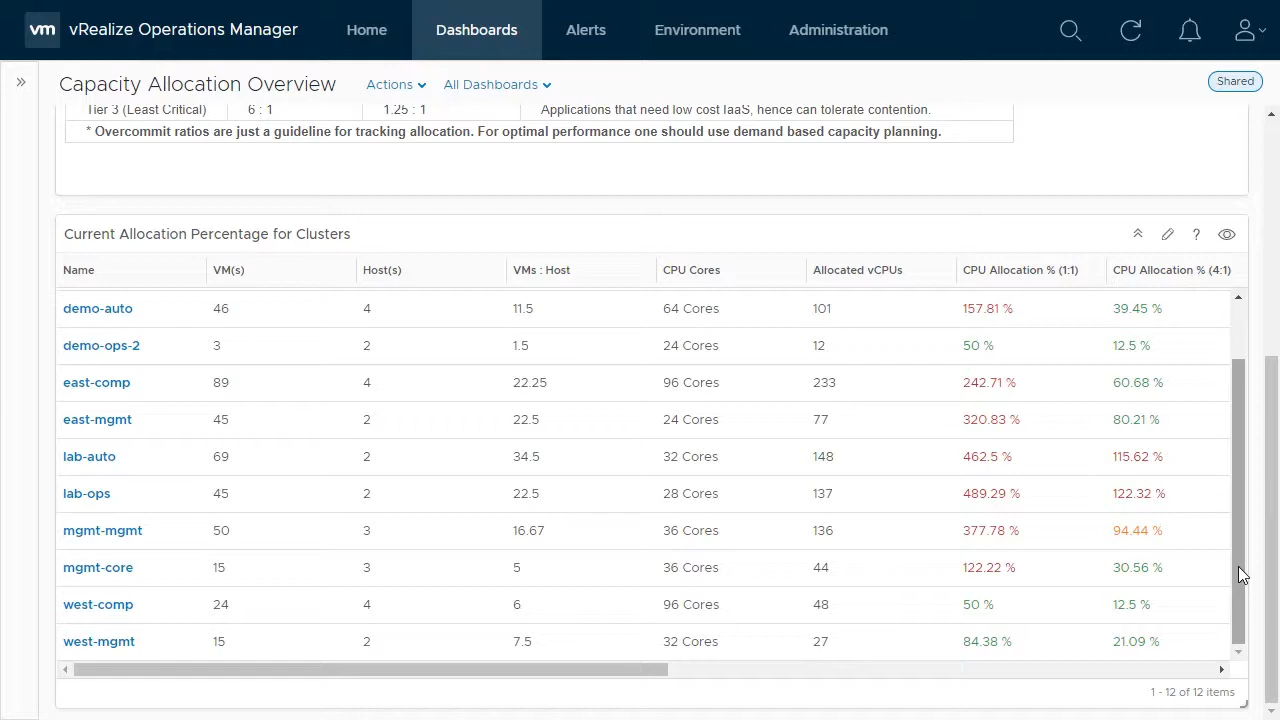 vm vRealize Operations Manager Home Dashboards Alerts Environment Administration
Capacity Allocation Overview Actions All Dashboards Shared
Tier 3 (Least Critical) 6 : 1 1.25 : 1 Applications that need low cost IaaS, hence can tolerate contention.
* Overcommit ratios are just a guideline for tracking allocation. For optimal performance one should use demand based capacity planning.
Current Allocation Percentage for Clusters
Name VM(s) Host(s) VMs : Host CPU Cores Allocated vCPUs CPU Allocation % (1:1) CPU Allocation % (4:1)
demo-auto 46 4 11.5 64 Cores 101 157.81 % 39.45 %
demo-ops-2 3 2 1.5 24 Cores 12 50 % 12.5 %
east-comp 89 4 22.25 96 Cores 233 242.71 % 60.68 %
east-mgmt 45 2 22.5 24 Cores 77 320.83 % 80.21 %
lab-auto 69 2 34.5 32 Cores 148 462.5 % 115.62 %
lab-ops 45 2 22.5 28 Cores 137 489.29 % 122.32 %
mgmt-mgmt 50 3 16.67 36 Cores 136 377.78 % 94.44 %
mgmt-core 15 3 5 36 Cores 44 122.22 % 30.56 %
west-comp 24 4 6 96 Cores 48 50 % 12.5 %
west-mgmt 15 2 7.5 32 Cores 27 84.38 % 21.09 %
1 - 12 of 12 items